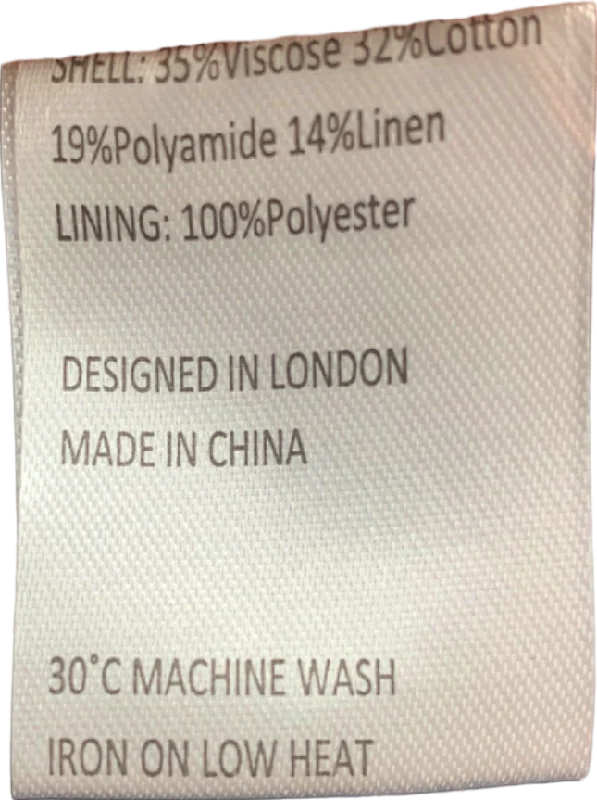 SHELL: 35%Viscose 32%Cotton
19%Polyamide 14%Linen
LINING: 100%Polyester
DESIGNED IN LONDON
MADE IN CHINA
30°C MACHINE WASH
IRON ON LOW HEAT